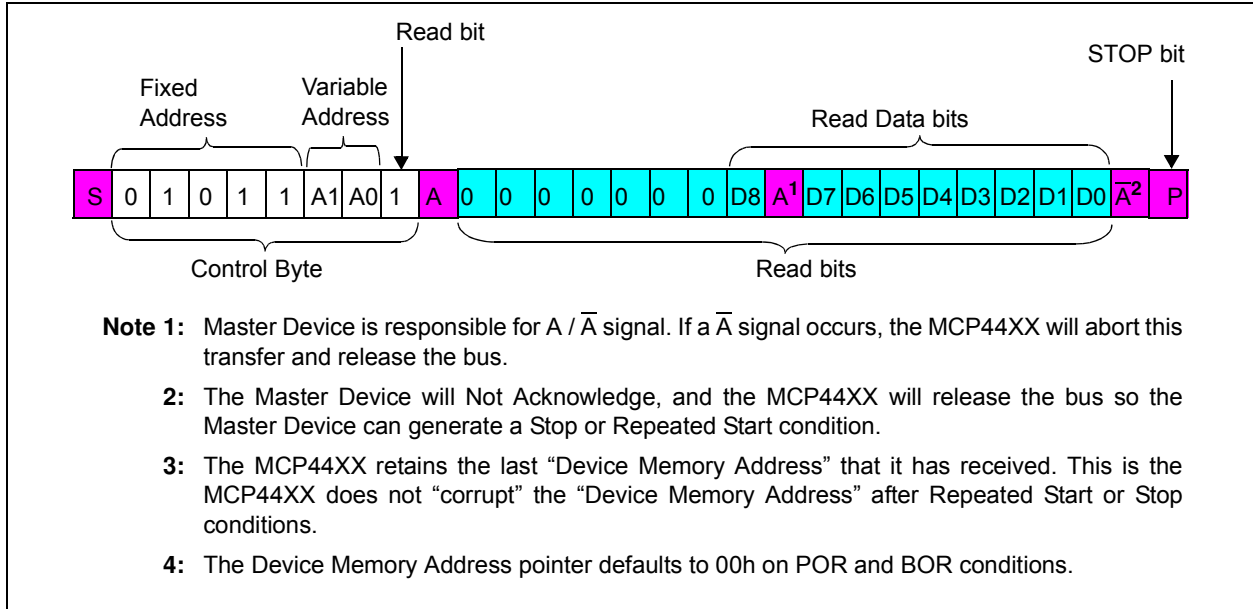 Read bit
STOP bit
Fixed Address
Variable Address
Read Data bits
S 0 1 0 1 1 A1 A0 1 A 0 0 0 0 0 0 0 D8 A¹ D7 D6 D5 D4 D3 D2 D1 D0 A̅² P
Control Byte
Read bits
Note 1: Master Device is responsible for A / A̅ signal. If a A̅ signal occurs, the MCP44XX will abort this
transfer and release the bus.
2: The Master Device will Not Acknowledge, and the MCP44XX will release the bus so the
Master Device can generate a Stop or Repeated Start condition.
3: The MCP44XX retains the last “Device Memory Address” that it has received. This is the
MCP44XX does not “corrupt” the “Device Memory Address” after Repeated Start or Stop
conditions.
4: The Device Memory Address pointer defaults to 00h on POR and BOR conditions.